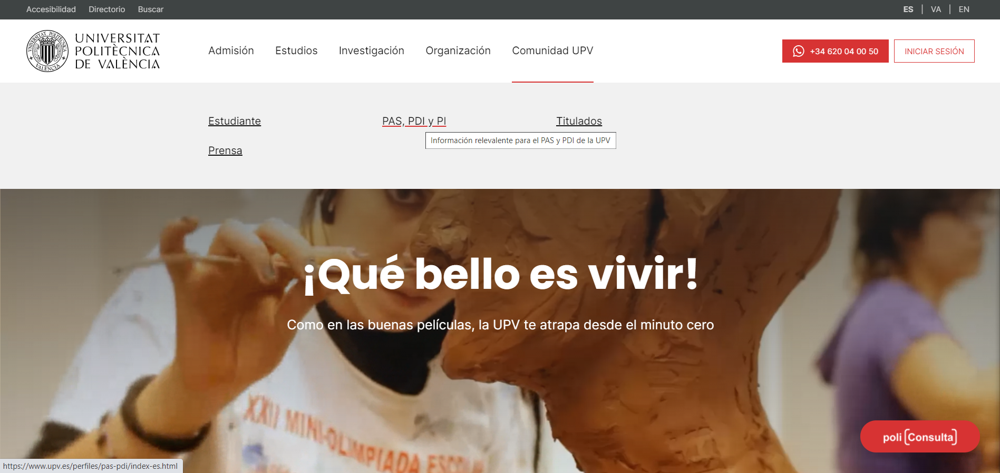 Accesibilidad Directorio Buscar ES | VA | EN
UNIVERSITAT POLITÈCNICA VALÈNCIA
UNIVERSITAT
POLITÈCNICA
DE VALÈNCIA
Admisión Estudios Investigación Organización Comunidad UPV
+34 620 04 00 50 INICIAR SESIÓN
Estudiante PAS, PDI y PI Titulados
Información relevalente para el PAS y PDI de la UPV
Prensa
¡Qué bello es vivir!
Como en las buenas películas, la UPV te atrapa desde el minuto cero
XXII MINI-OLIMPIADA
poli [Consulta]
https://www.upv.es/perfiles/pas-pdi/index-es.html